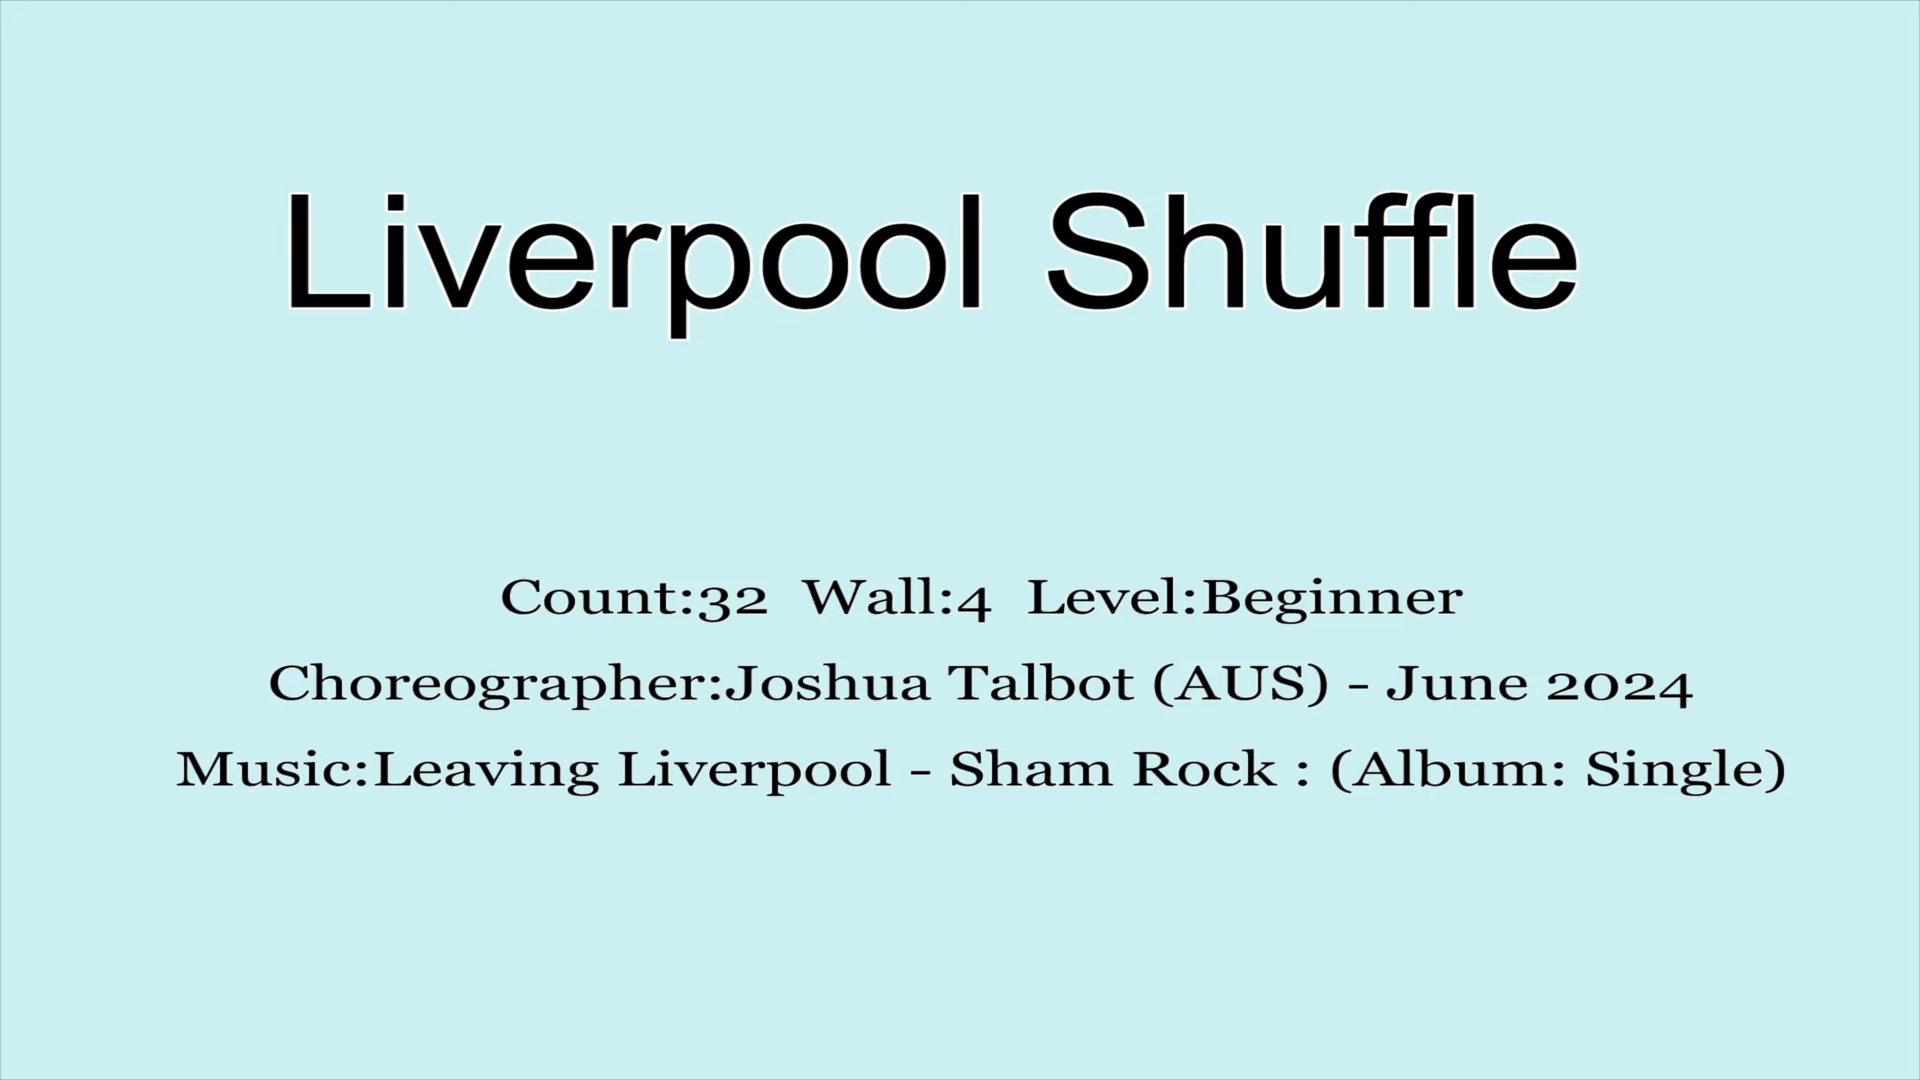 Liverpool Shuffle
Count:32 Wall:4 Level:Beginner
Choreographer:Joshua Talbot (AUS) - June 2024
Music:Leaving Liverpool - Sham Rock : (Album: Single)